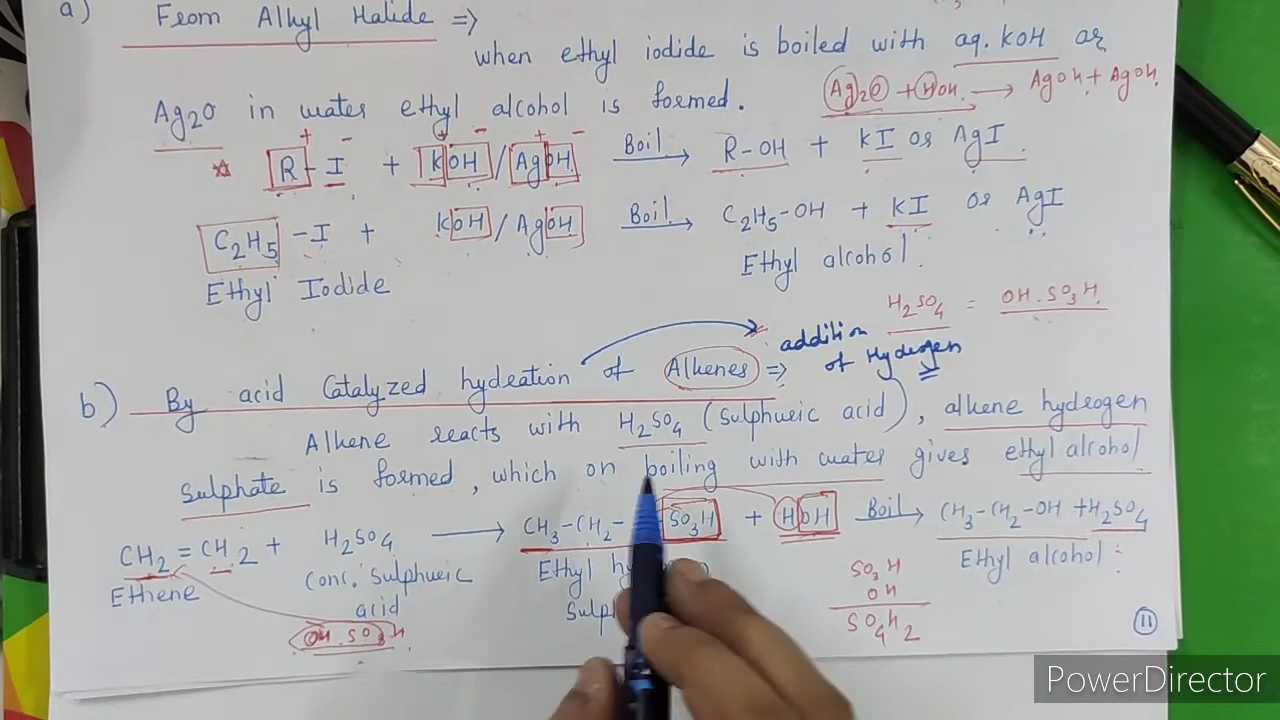 a) From Alkyl Halide ⇒
when ethyl iodide is boiled with aq. KOH or
Ag2O in water ethyl alcohol is formed.
Ag2O + HOH → AgOH + AgOH
R - I + KOH / AgOH Boil → R-OH + KI or AgI
C2H5 - I + KOH / AgOH Boil → C2H5-OH + KI or AgI
Ethyl Iodide
Ethyl alcohol
H2SO4 = OH.SO3H
addition of Hydrogen
b) By acid Catalyzed hydration of Alkenes ⇒
Alkene reacts with H2SO4 (Sulphuric acid), alkene hydrogen
Sulphate is formed, which on boiling with water gives ethyl alcohol
CH2 = CH2 + H2SO4 → CH3-CH2- SO3H + HOH Boil → CH3-CH2-OH + H2SO4
Ethene
Conc. Sulphuric acid
Ethyl
Ethyl alcohol
OH.SO3H
SO3H
OH
SO4H2
11
PowerDirector